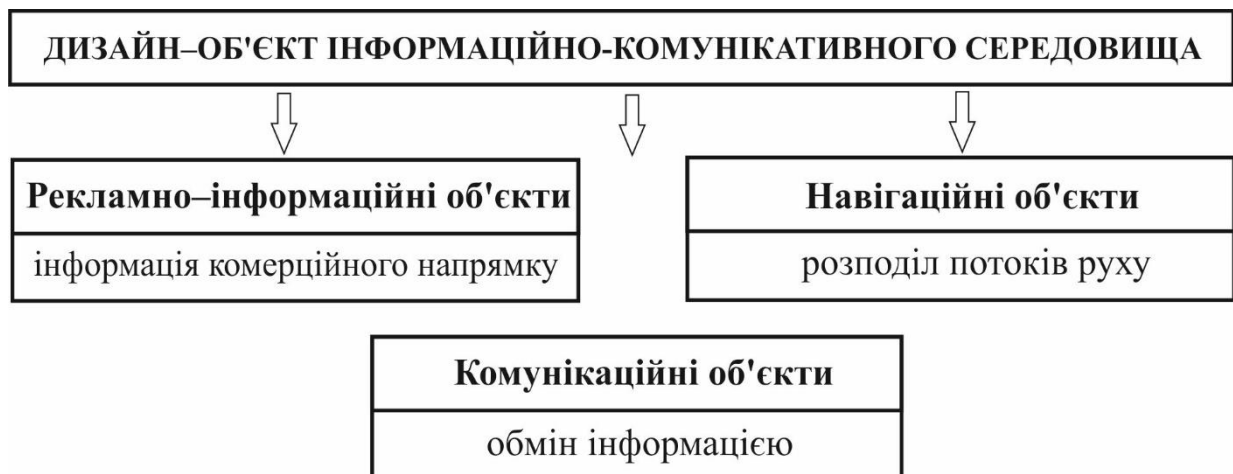 ДИЗАЙН–ОБ'ЄКТ ІНФОРМАЦІЙНО-КОМУНІКАТИВНОГО СЕРЕДОВИЩА
Рекламно–інформаційні об'єкти
інформація комерційного напрямку
Навігаційні об'єкти
розподіл потоків руху
Комунікаційні об'єкти
обмін інформацією